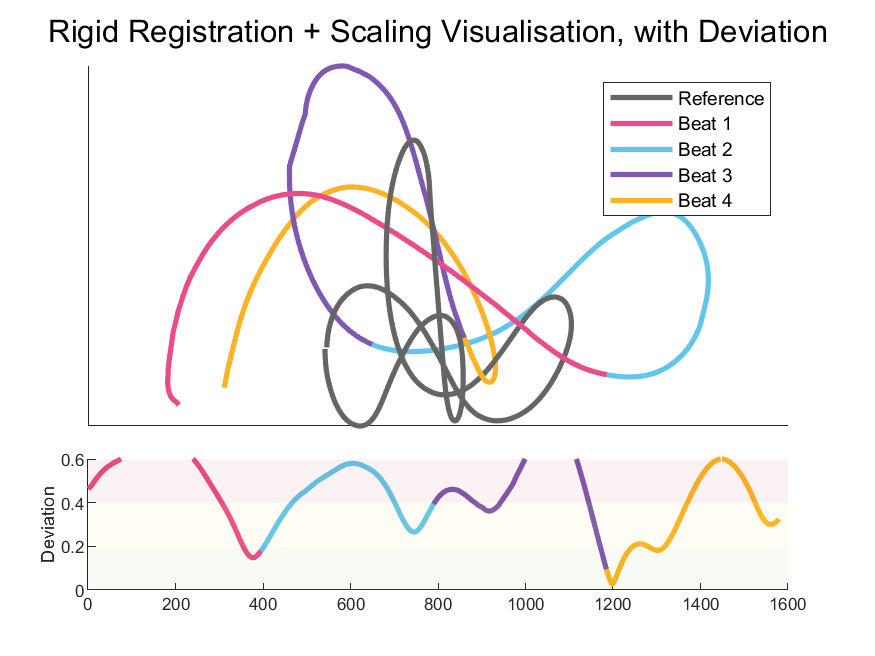 Rigid Registration + Scaling Visualisation, with Deviation
Reference
Beat 1
Beat 2
Beat 3
Beat 4
Deviation
0.6
0.4
0.2
0
0 200 400 600 800 1000 1200 1400 1600